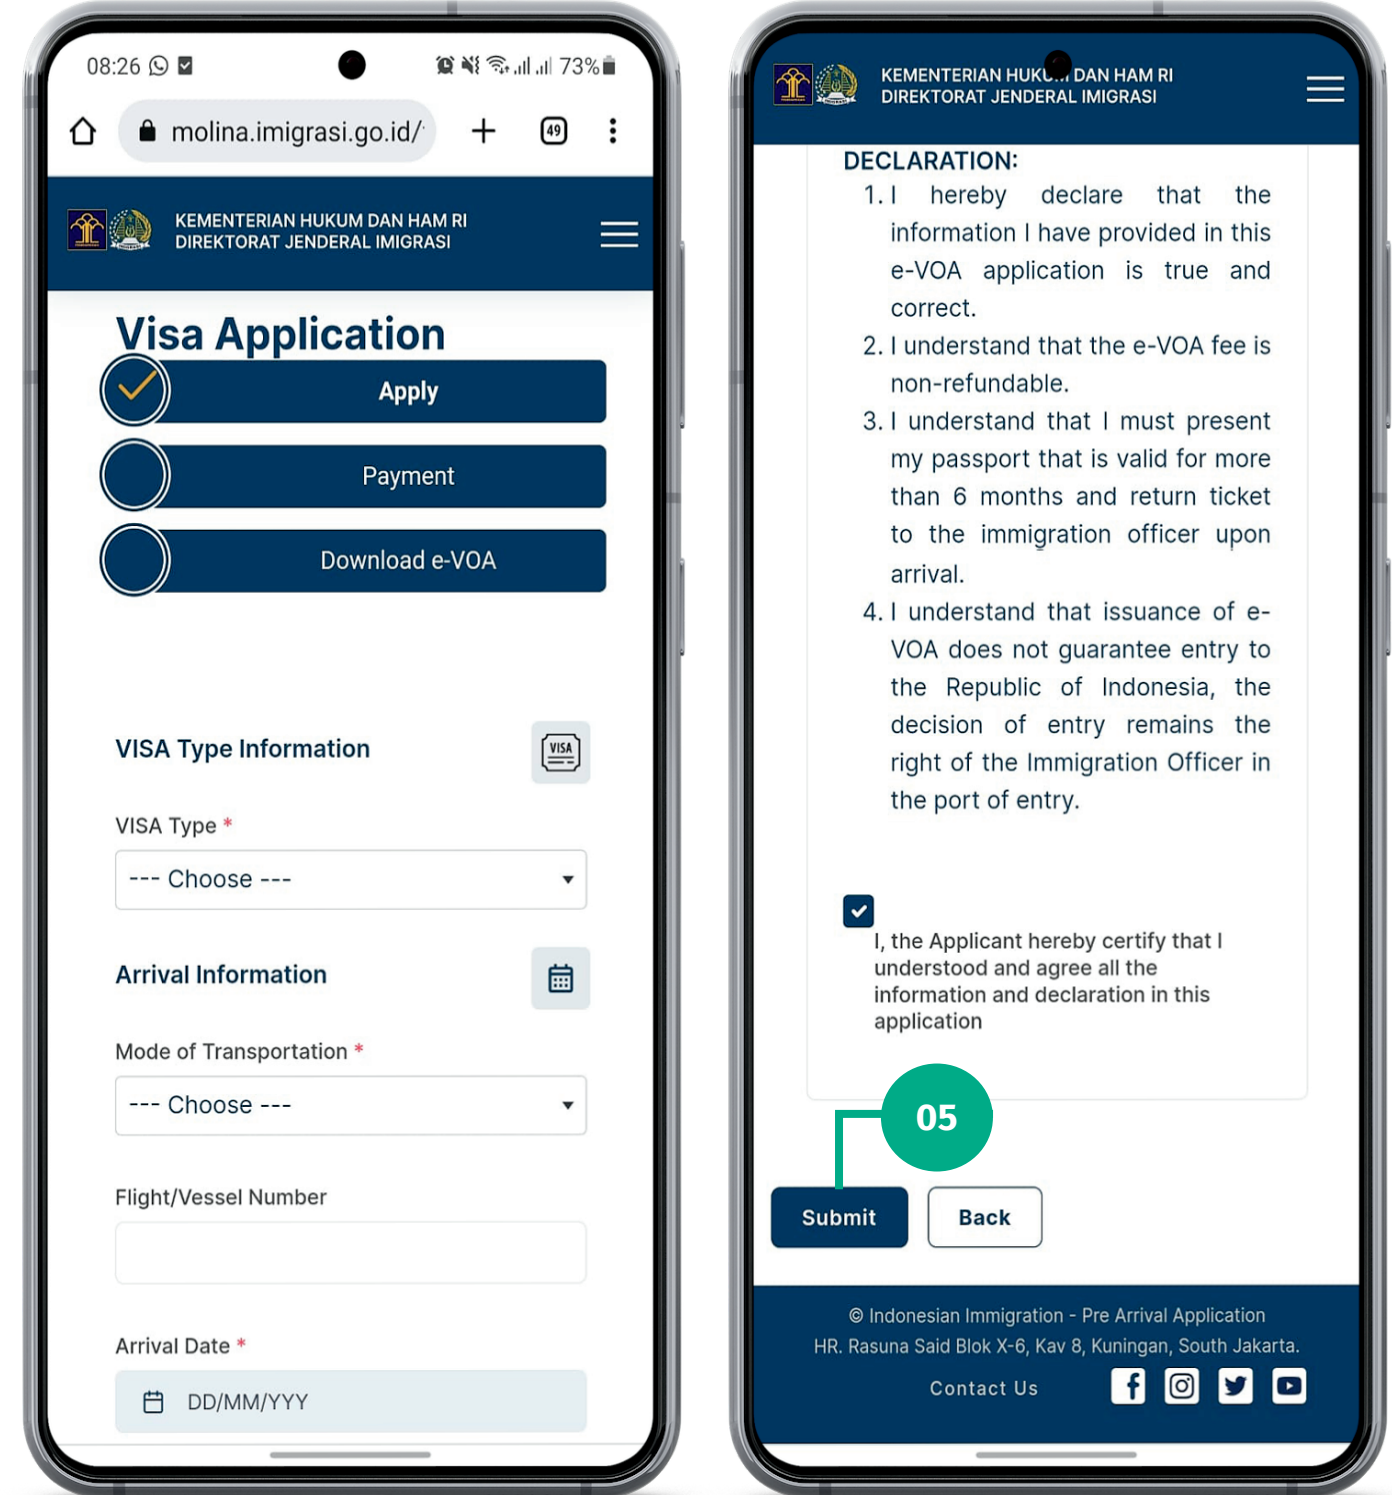 08:26
73%
molina.imigrasi.go.id/
49
KEMENTERIAN HUKUM DAN HAM RI
DIREKTORAT JENDERAL IMIGRASI
Visa Application
Apply
Payment
Download e-VOA
VISA Type Information
VISA
VISA Type *
--- Choose ---
Arrival Information
Mode of Transportation *
--- Choose ---
Flight/Vessel Number
Arrival Date *
DD/MM/YYY
KEMENTERIAN HUKUM DAN HAM RI
DIREKTORAT JENDERAL IMIGRASI
DECLARATION:
1. I hereby declare that the
information I have provided in this
e-VOA application is true and
correct.
2. I understand that the e-VOA fee is
non-refundable.
3. I understand that I must present
my passport that is valid for more
than 6 months and return ticket
to the immigration officer upon
arrival.
4. I understand that issuance of e-
VOA does not guarantee entry to
the Republic of Indonesia, the
decision of entry remains the
right of the Immigration Officer in
the port of entry.
I, the Applicant hereby certify that I
understood and agree all the
information and declaration in this
application
05
Submit
Back
© Indonesian Immigration - Pre Arrival Application
HR. Rasuna Said Blok X-6, Kav 8, Kuningan, South Jakarta.
Contact Us